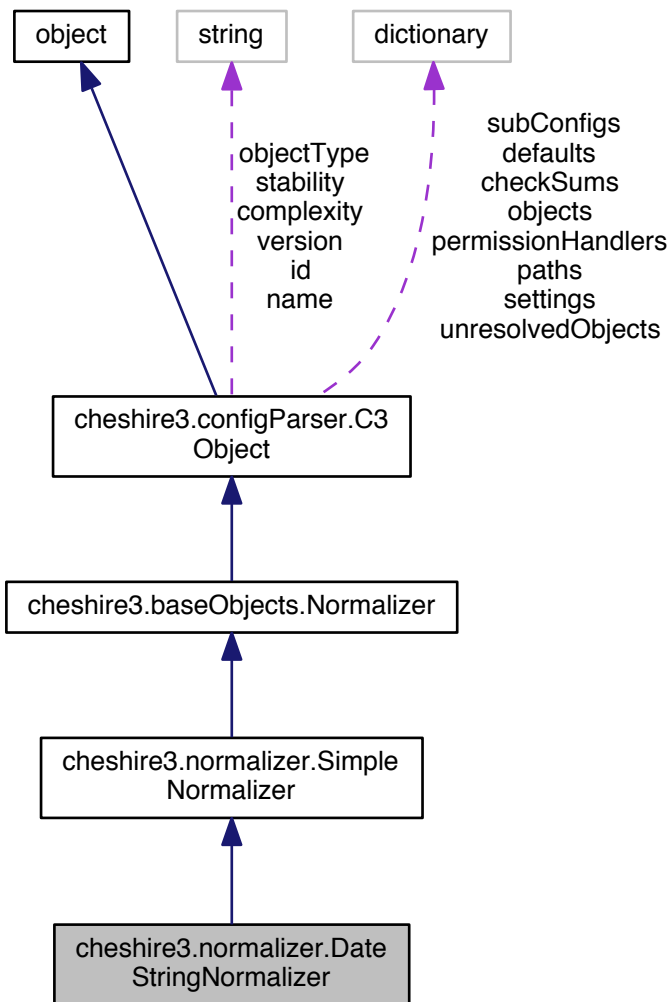 object
string
dictionary
objectType
stability
complexity
version
id
name
subConfigs
defaults
checkSums
objects
permissionHandlers
paths
settings
unresolvedObjects
cheshire3.configParser.C3
Object
cheshire3.baseObjects.Normalizer
cheshire3.normalizer.Simple
Normalizer
cheshire3.normalizer.Date
StringNormalizer